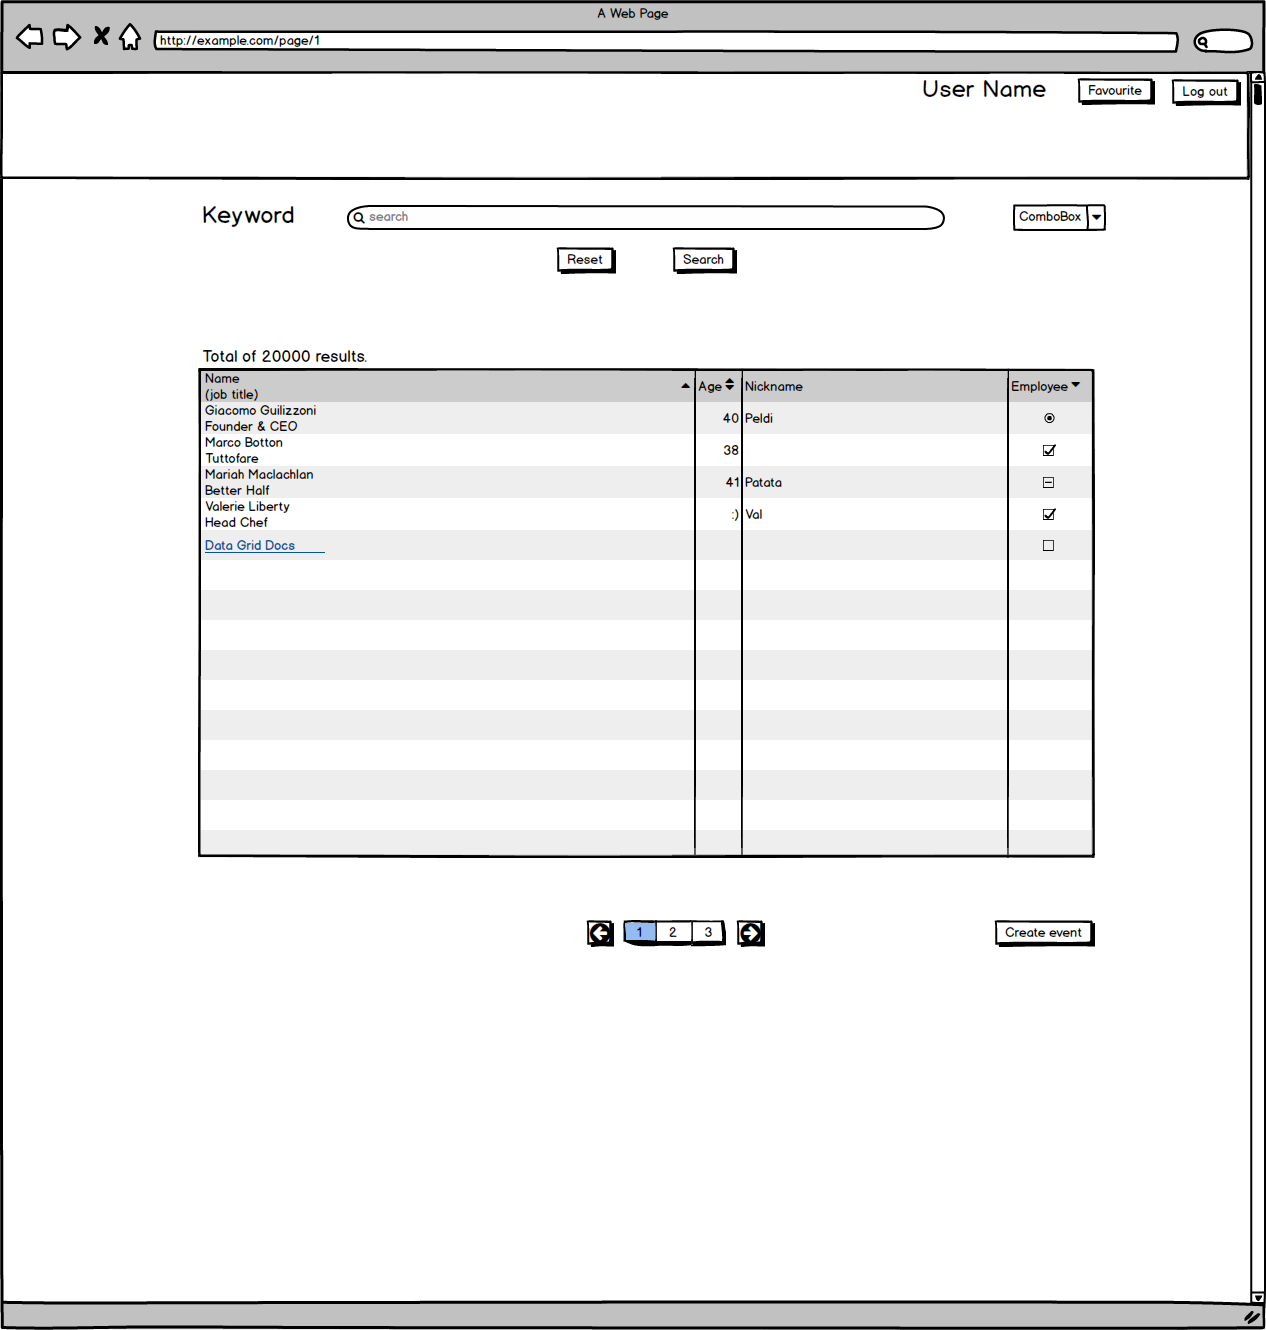 A Web Page
http://example.com/page/1
User Name
Favourite
Log out
Keyword
search
ComboBox
Reset
Search
Total of 20000 results.
Name
(job title)
Age
Nickname
Employee
Giacomo Guilizzoni
Founder & CEO
40
Peldi
Marco Botton
Tuttofare
38
Mariah Maclachlan
Better Half
41
Patata
Valerie Liberty
Head Chef
:)
Val
Data Grid Docs
1
2
3
Create event